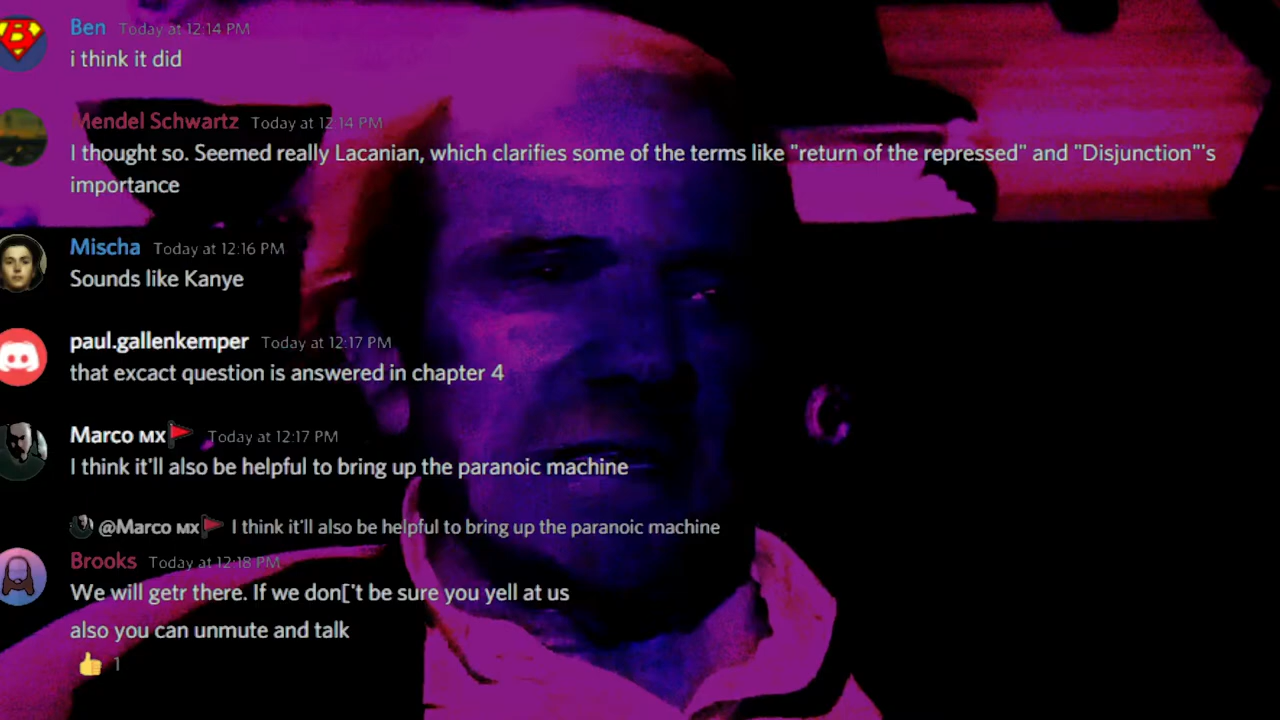 Ben Today at 12:14 PM
i think it did
Mendel Schwartz Today at 12:14 PM
I thought so. Seemed really Lacanian, which clarifies some of the terms like "return of the repressed" and "Disjunction"'s
importance
Mischa Today at 12:16 PM
Sounds like Kanye
paul.gallenkemper Today at 12:17 PM
that excact question is answered in chapter 4
Marco ᴍx🚩 Today at 12:17 PM
I think it'll also be helpful to bring up the paranoic machine
@Marco ᴍx🚩 I think it'll also be helpful to bring up the paranoic machine
Brooks Today at 12:18 PM
We will getr there. If we don['t be sure you yell at us
also you can unmute and talk
👍 1